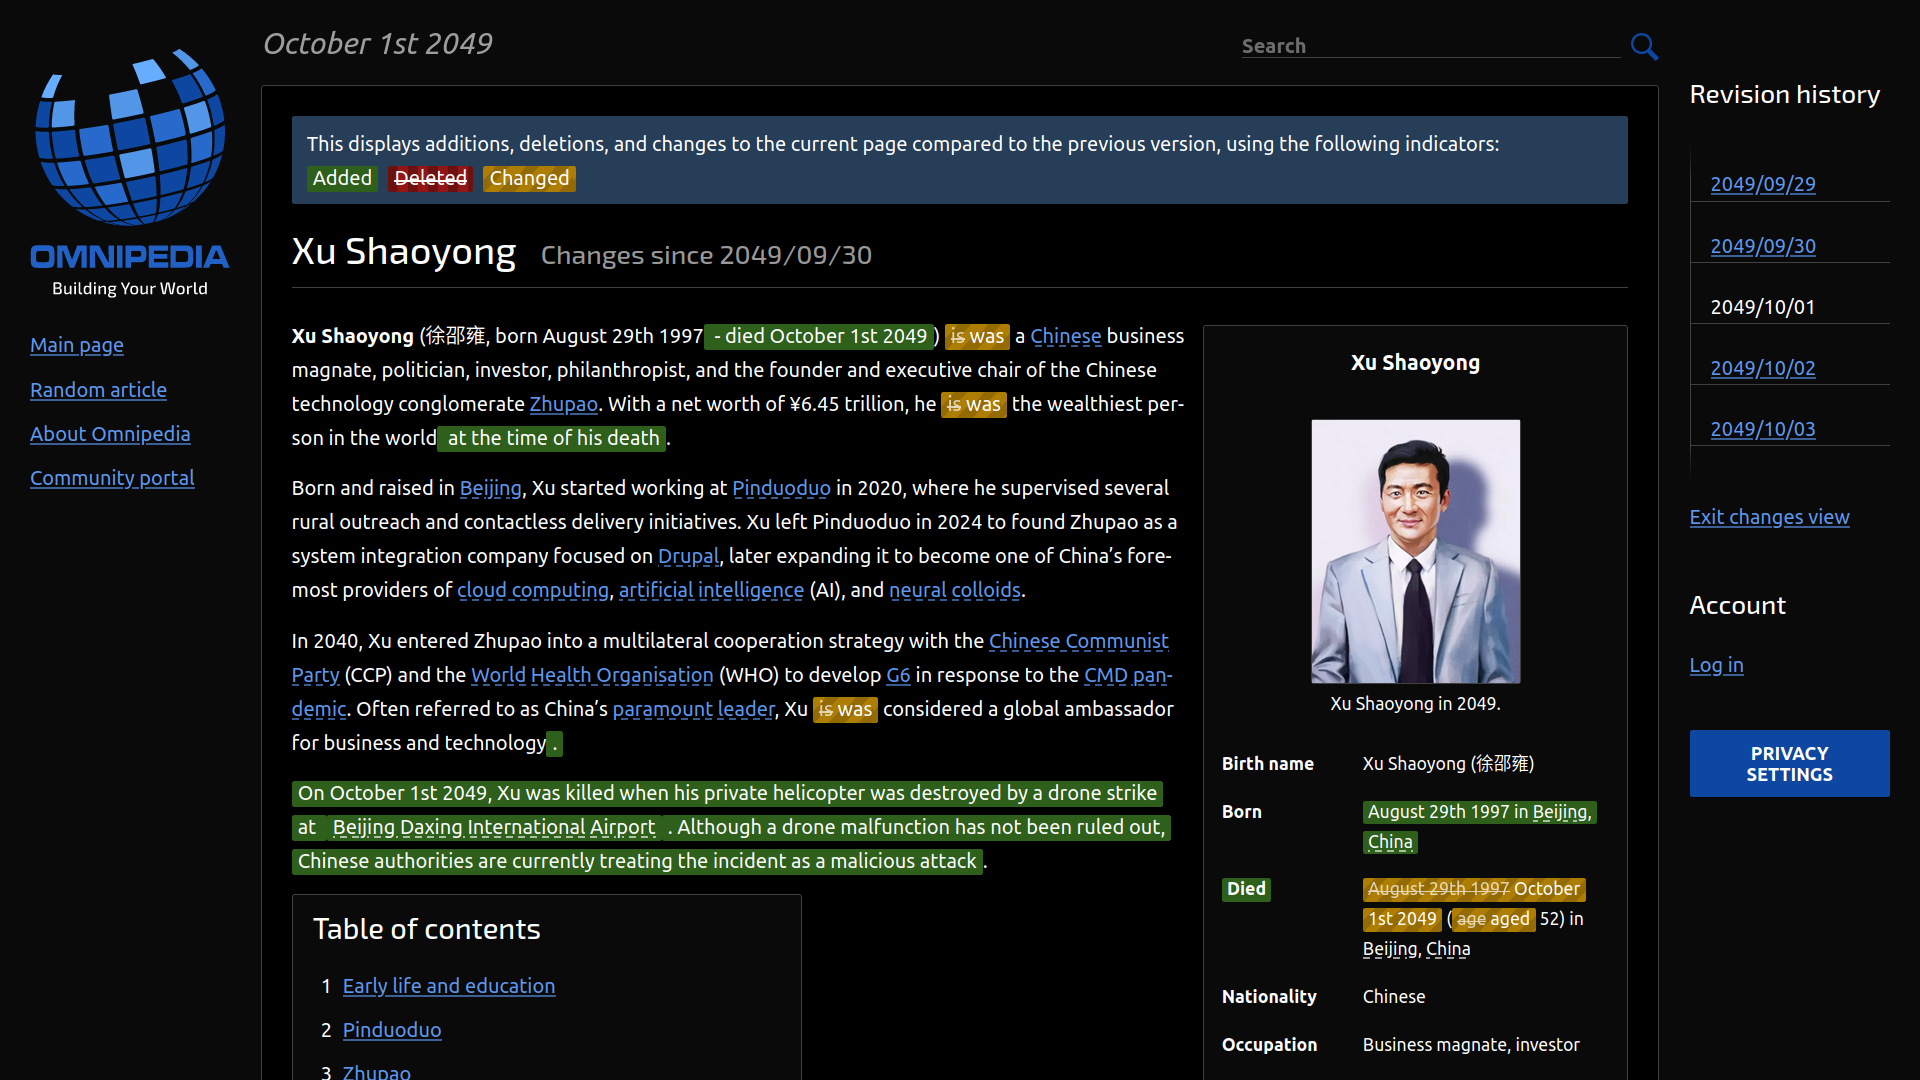 October 1st 2049
Search
OMNIPEDIA
Building Your World
Main page
Random article
About Omnipedia
Community portal
This displays additions, deletions, and changes to the current page compared to the previous version, using the following indicators:
Added Deleted Changed
Xu Shaoyong Changes since 2049/09/30
Xu Shaoyong (徐邵雍, born August 29th 1997 - died October 1st 2049) is was a Chinese business
magnate, politician, investor, philanthropist, and the founder and executive chair of the Chinese
technology conglomerate Zhupao. With a net worth of ¥6.45 trillion, he is was the wealthiest per-
son in the world at the time of his death.
Born and raised in Beijing, Xu started working at Pinduoduo in 2020, where he supervised several
rural outreach and contactless delivery initiatives. Xu left Pinduoduo in 2024 to found Zhupao as a
system integration company focused on Drupal, later expanding it to become one of China’s fore-
most providers of cloud computing, artificial intelligence (AI), and neural colloids.
In 2040, Xu entered Zhupao into a multilateral cooperation strategy with the Chinese Communist
Party (CCP) and the World Health Organisation (WHO) to develop G6 in response to the CMD pan-
demic. Often referred to as China’s paramount leader, Xu is was considered a global ambassador
for business and technology.
On October 1st 2049, Xu was killed when his private helicopter was destroyed by a drone strike
at Beijing Daxing International Airport. Although a drone malfunction has not been ruled out,
Chinese authorities are currently treating the incident as a malicious attack.
Table of contents
1 Early life and education
2 Pinduoduo
3 Zhupao
Xu Shaoyong
Xu Shaoyong in 2049.
Birth name Xu Shaoyong (徐邵雍)
Born August 29th 1997 in Beijing,
China
Died August 29th 1997 October
1st 2049 (age aged 52) in
Beijing, China
Nationality Chinese
Occupation Business magnate, investor
Revision history
2049/09/29
2049/09/30
2049/10/01
2049/10/02
2049/10/03
Exit changes view
Account
Log in
PRIVACY
SETTINGS